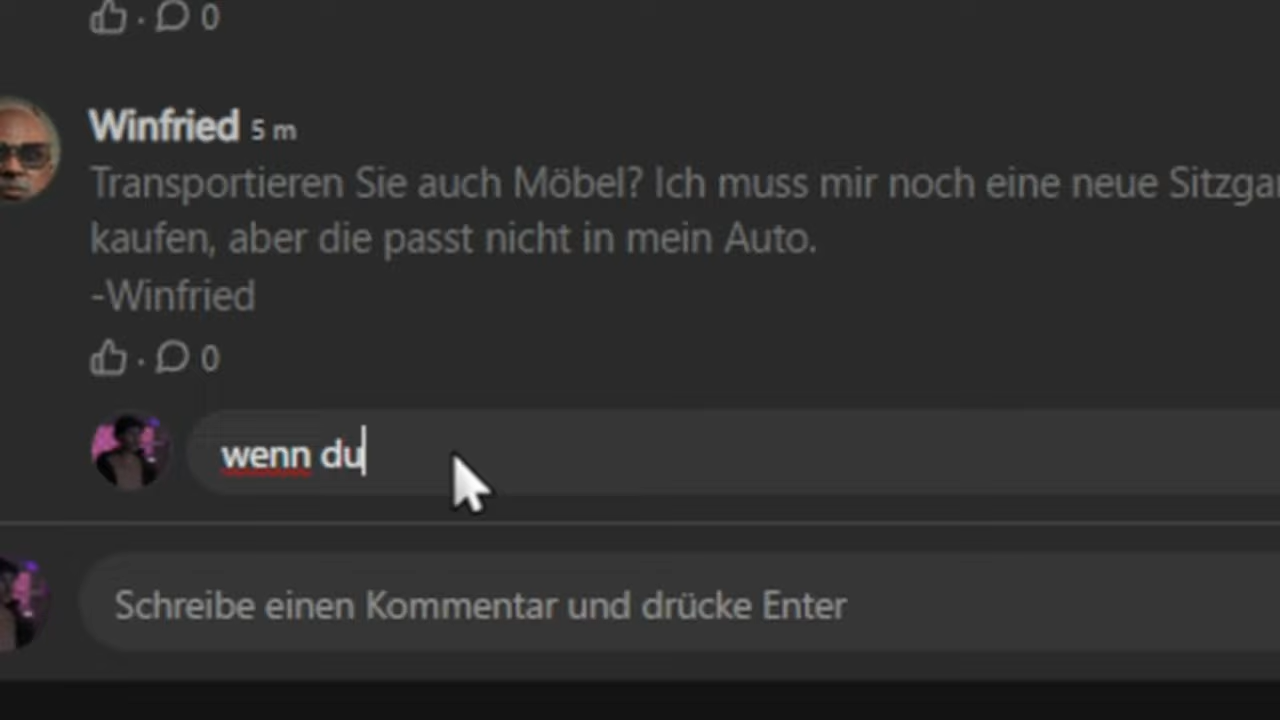 0
Winfried 5 m
Transportieren Sie auch Möbel? Ich muss mir noch eine neue
kaufen, aber die passt nicht in mein Auto.
-Winfried
0
wenn du
Schreibe einen Kommentar und drücke Enter